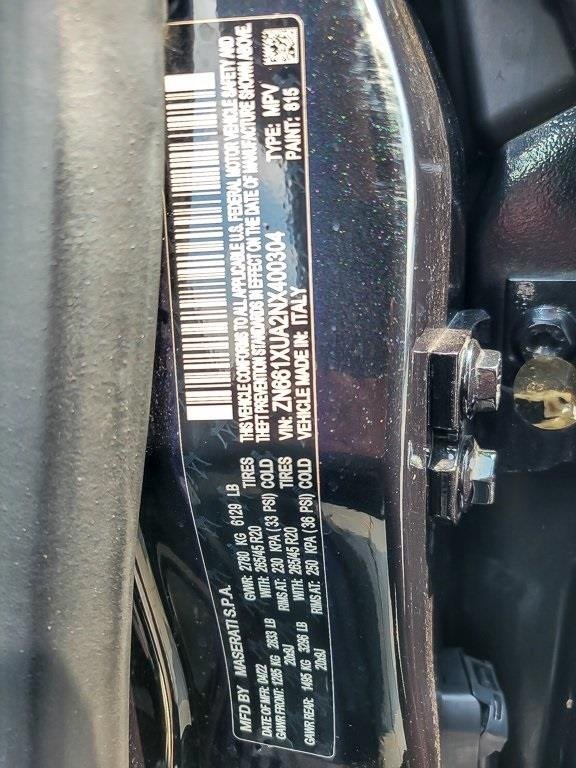 MFD BY MASERATI S.P.A.
DATE OF MFR: 04/22 GVWR: 2780 KG 6129 LB
GAWR FRONT: 1285 KG 2833 LB WITH: 265/45 R20 TIRES
20x9J RIMS AT: 230 KPA (33 PSI) COLD
GAWR REAR: 1495 KG 3296 LB WITH: 265/45 R20 TIRES
20x9J RIMS AT: 250 KPA (36 PSI) COLD
THIS VEHICLE CONFORMS TO ALL APPLICABLE U.S. FEDERAL MOTOR VEHICLE SAFETY AND
THEFT PREVENTION STANDARDS IN EFFECT ON THE DATE OF MANUFACTURE SHOWN ABOVE.
VIN: ZN661XUA2NX400304 TYPE: MPV
VEHICLE MADE IN: ITALY PAINT: 815